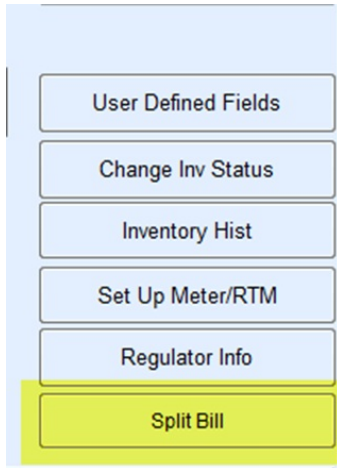 User Defined Fields
Change Inv Status
Inventory Hist
Set Up Meter/RTM
Regulator Info
Split Bill